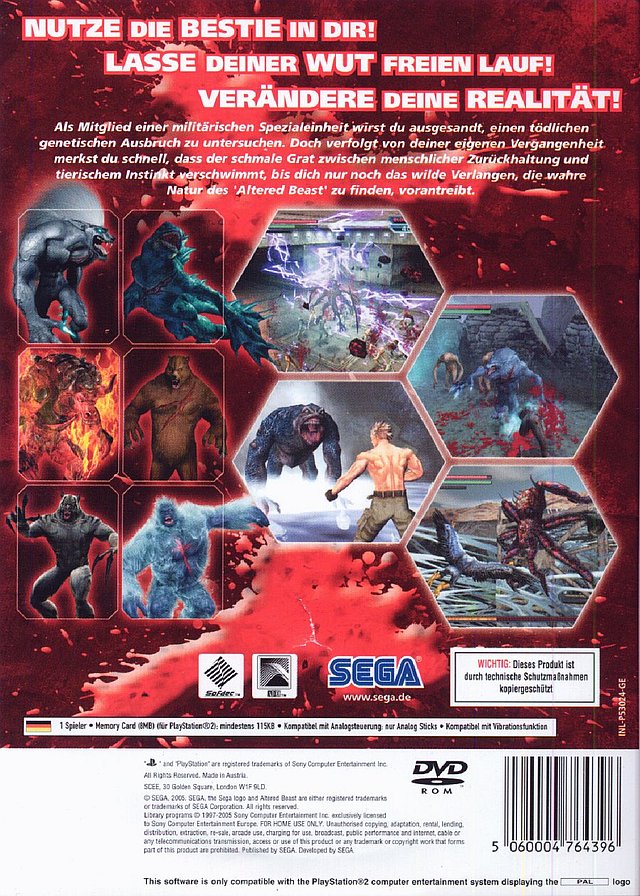 NUTZE DIE BESTIE IN DIR!
LASSE DEINER WUT FREIEN LAUF!
VERÄNDERE DEINE REALITÄT!
Als Mitglied einer militärischen Spezialeinheit wirst du ausgesandt, einen tödlichen
genetischen Ausbruch zu untersuchen. Doch verfolgt von deiner eigenen Vergangenheit
merkst du schnell, dass der schmale Grat zwischen menschlicher Zurückhaltung und
tierischem Instinkt verschwimmt, bis dich nur noch das wilde Verlangen, die wahre
Natur des 'Altered Beast' zu finden, vorantreibt.
Sofdec™
SEGA®
www.sega.de
WICHTIG: Dieses Produkt ist
durch technische Schutzmaßnahmen
kopiergeschützt
INL-P53024-GE
1 Spieler • Memory Card (8MB) (für PlayStation®2): mindestens 115KB • Kompatibel mit Analogsteuerung: nur Analog Sticks • Kompatibel mit Vibrationsfunktion
" " and "PlayStation" are registered trademarks of Sony Computer Entertainment Inc.
All Rights Reserved. Made in Austria.
SCEE, 30 Golden Square, London W1F 9LD.
© SEGA, 2005. SEGA, the Sega logo and Altered Beast are either registered trademarks
or trademarks of SEGA Corporation. All rights reserved.
Library programs © 1997-2005 Sony Computer Entertainment Inc. exclusively licensed
to Sony Computer Entertainment Europe. FOR HOME USE ONLY. Unauthorised copying, adaptation, rental, lending,
distribution, extraction, re-sale, arcade use, charging for use, broadcast, public performance and internet, cable or
any telecommunications transmission, access or use of this product or any trademark or copyright work that forms
part of this product are prohibited. Published by SEGA. Developed by SEGA.
DVD
ROM
5 060004 764396
This software is only compatible with the PlayStation®2 computer entertainment system displaying the PAL logo